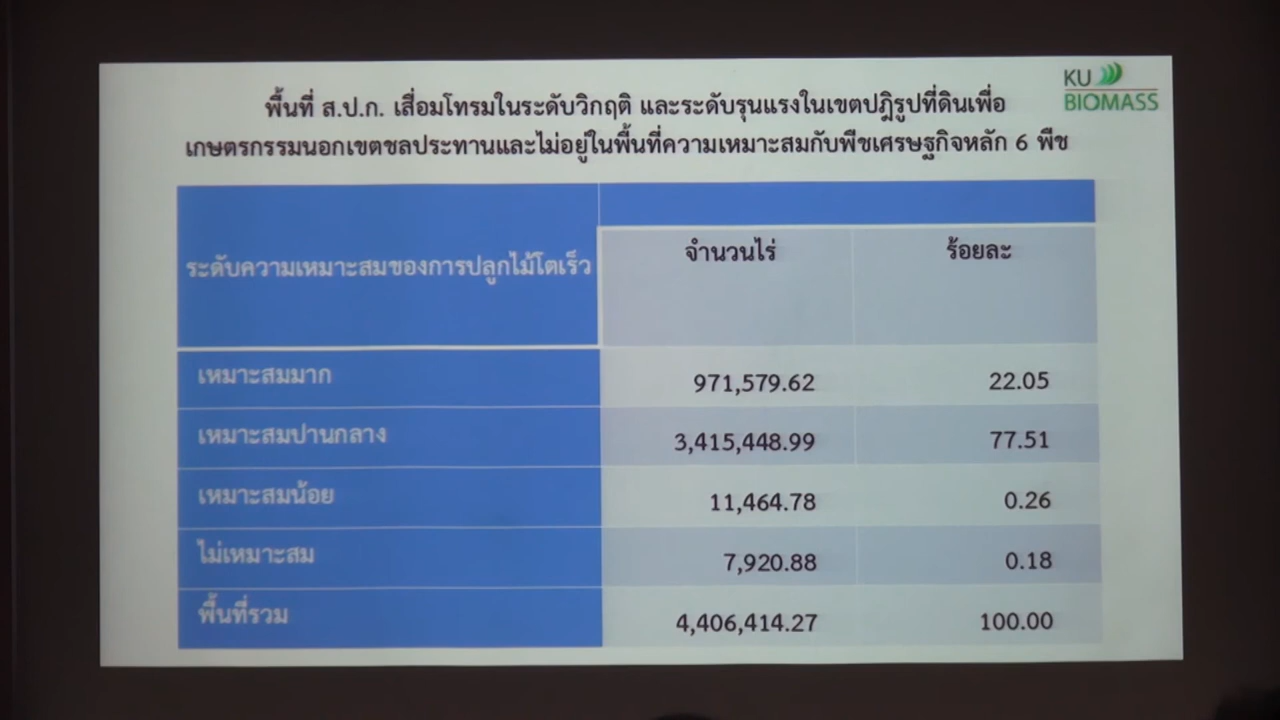 KU
BIOMASS
พื้นที่ ส.ป.ก. เสื่อมโทรมในระดับวิกฤติ และระดับรุนแรงในเขตปฎิรูปที่ดินเพื่อ
เกษตรกรรมนอกเขตชลประทานและไม่อยู่ในพื้นที่ความเหมาะสมกับพืชเศรษฐกิจหลัก 6 พืช
ระดับความเหมาะสมของการปลูกไม้โตเร็ว จำนวนไร่ ร้อยละ
เหมาะสมมาก 971,579.62 22.05
เหมาะสมปานกลาง 3,415,448.99 77.51
เหมาะสมน้อย 11,464.78 0.26
ไม่เหมาะสม 7,920.88 0.18
พื้นที่รวม 4,406,414.27 100.00